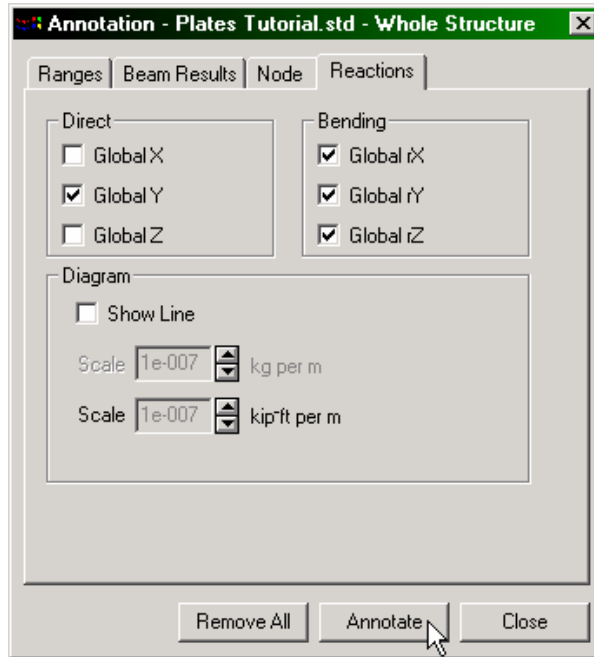 Annotation - Plates Tutorial.std - Whole Structure
Ranges Beam Results Node Reactions
Direct Bending
Global X Global rX
Global Y Global rY
Global Z Global rZ
Diagram
Show Line
Scale 1e-007 kg per m
Scale 1e-007 kip-ft per m
Remove All Annotate Close